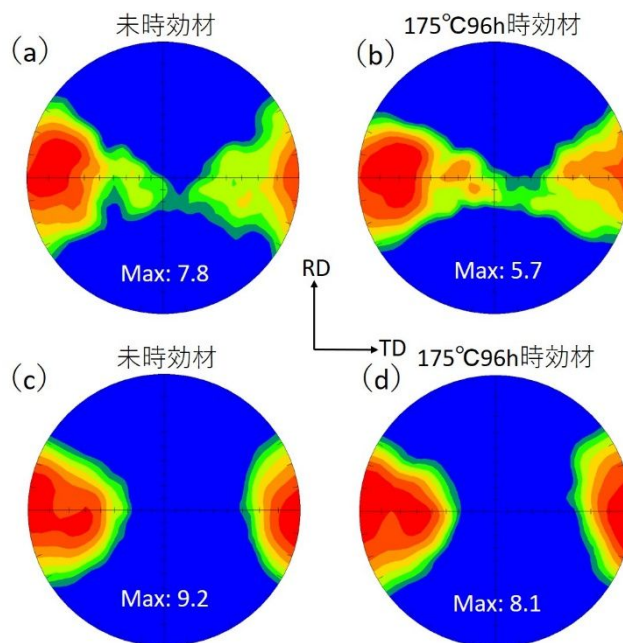 未時効材
175℃96h時効材
(a)
(b)
Max: 7.8
Max: 5.7
RD
TD
未時効材
175℃96h時効材
(c)
(d)
Max: 9.2
Max: 8.1